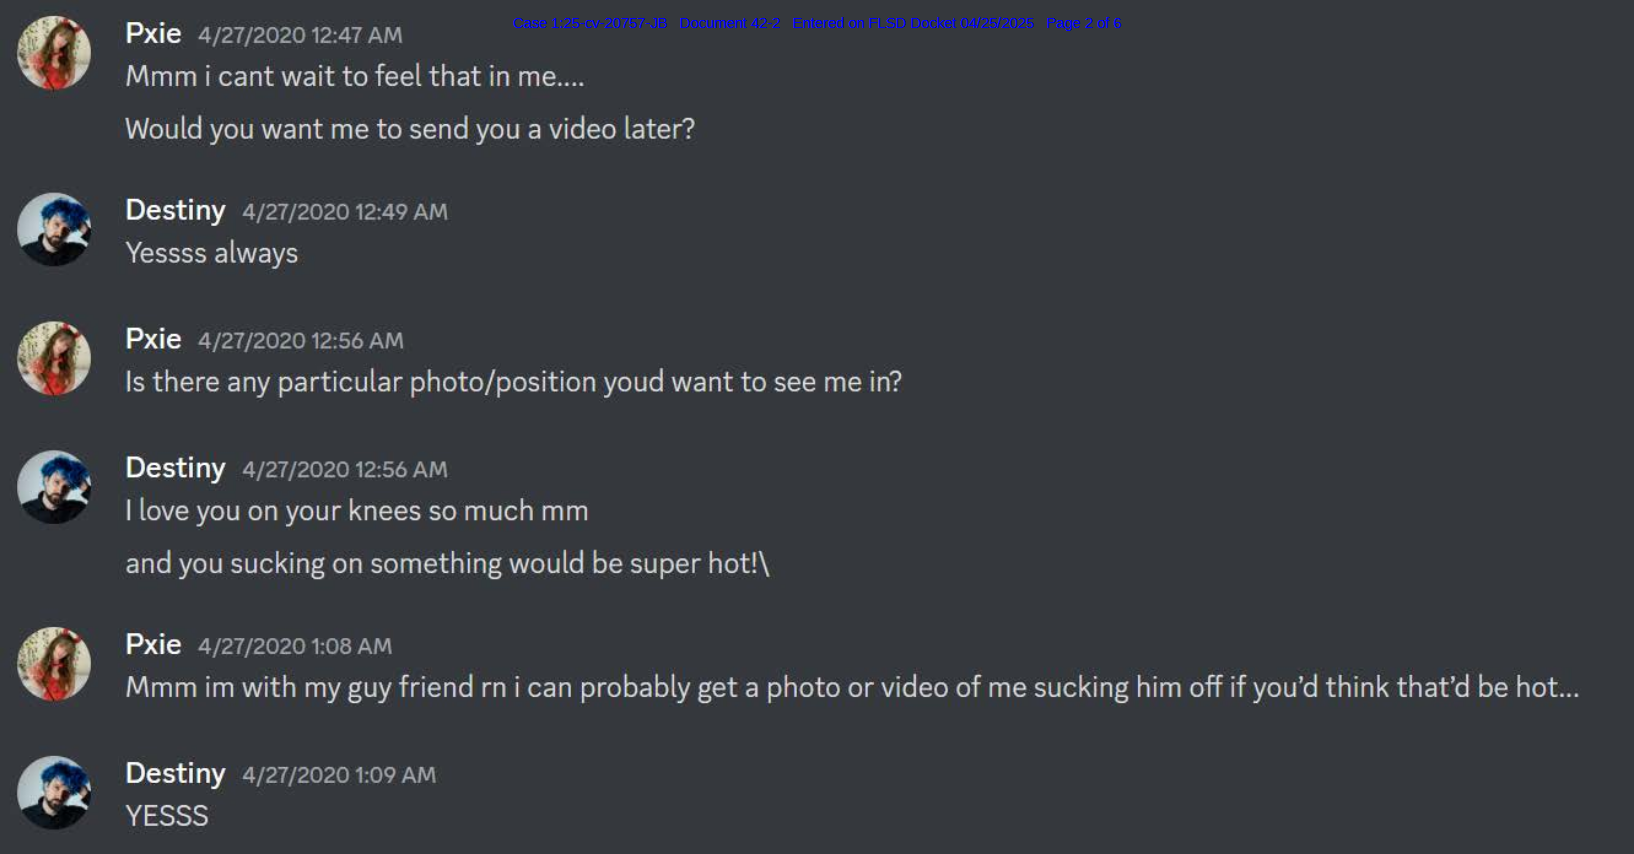 Case 1:25-cv-20757-JB Document 42-2 Entered on FLSD Docket 04/25/2025 Page 2 of 6
Pxie 4/27/2020 12:47 AM
Mmm i cant wait to feel that in me....
Would you want me to send you a video later?
Destiny 4/27/2020 12:49 AM
Yessss always
Pxie 4/27/2020 12:56 AM
Is there any particular photo/position youd want to see me in?
Destiny 4/27/2020 12:56 AM
I love you on your knees so much mm
and you sucking on something would be super hot!\
Pxie 4/27/2020 1:08 AM
Mmm im with my guy friend rn i can probably get a photo or video of me sucking him off if you’d think that’d be hot...
Destiny 4/27/2020 1:09 AM
YESSS